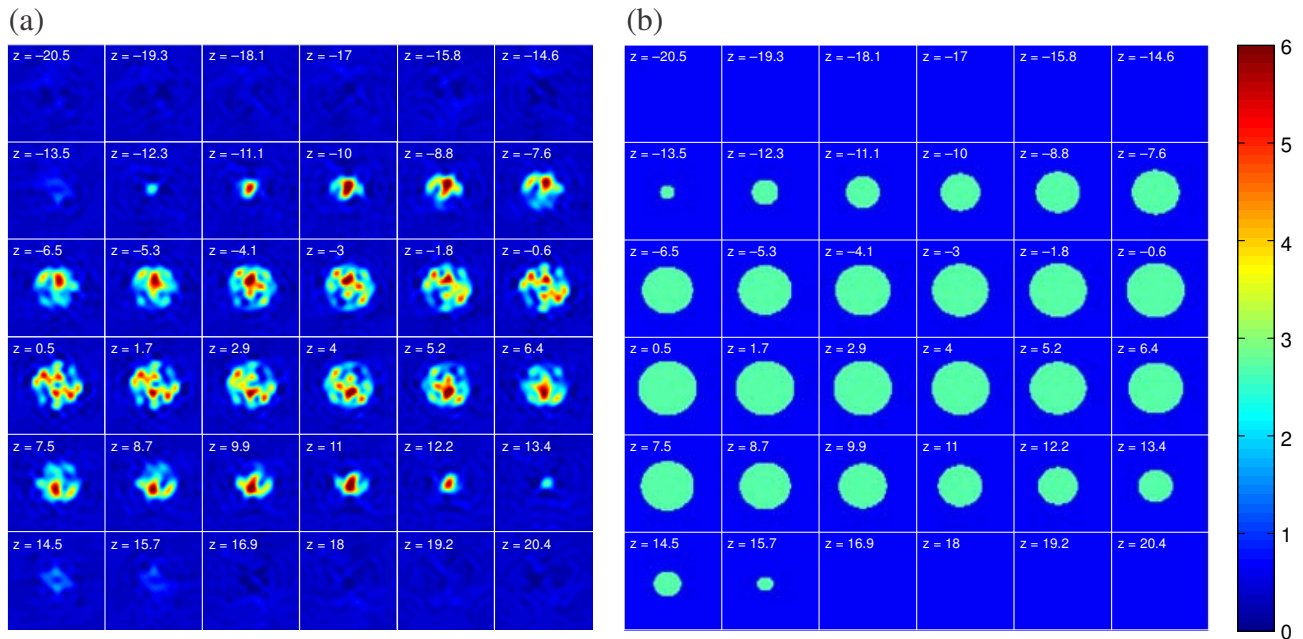 (a) (b)
z = −20.5 z = −19.3 z = −18.1 z = −17 z = −15.8 z = −14.6 z = −20.5 z = −19.3 z = −18.1 z = −17 z = −15.8 z = −14.6 6
z = −13.5 z = −12.3 z = −11.1 z = −10 z = −8.8 z = −7.6 z = −13.5 z = −12.3 z = −11.1 z = −10 z = −8.8 z = −7.6 5
z = −6.5 z = −5.3 z = −4.1 z = −3 z = −1.8 z = −0.6 z = −6.5 z = −5.3 z = −4.1 z = −3 z = −1.8 z = −0.6 4
z = 0.5 z = 1.7 z = 2.9 z = 4 z = 5.2 z = 6.4 z = 0.5 z = 1.7 z = 2.9 z = 4 z = 5.2 z = 6.4 3
z = 7.5 z = 8.7 z = 9.9 z = 11 z = 12.2 z = 13.4 z = 7.5 z = 8.7 z = 9.9 z = 11 z = 12.2 z = 13.4 2
z = 14.5 z = 15.7 z = 16.9 z = 18 z = 19.2 z = 20.4 z = 14.5 z = 15.7 z = 16.9 z = 18 z = 19.2 z = 20.4 1
0